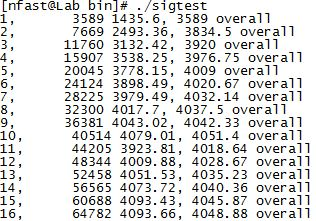 [nfast@Lab bin]# ./sigtest
1, 3589 1435.6, 3589 overall
2, 7669 2493.36, 3834.5 overall
3, 11760 3132.42, 3920 overall
4, 15907 3538.25, 3976.75 overall
5, 20045 3778.15, 4009 overall
6, 24124 3898.49, 4020.67 overall
7, 28225 3979.49, 4032.14 overall
8, 32300 4017.7, 4037.5 overall
9, 36381 4043.02, 4042.33 overall
10, 40514 4079.01, 4051.4 overall
11, 44205 3923.81, 4018.64 overall
12, 48344 4009.88, 4028.67 overall
13, 52458 4051.53, 4035.23 overall
14, 56565 4073.72, 4040.36 overall
15, 60688 4093.43, 4045.87 overall
16, 64782 4093.66, 4048.88 overall